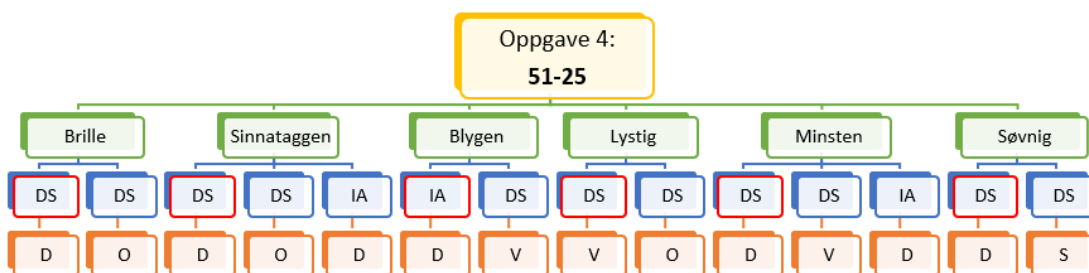 Oppgave 4:
51-25
Brille Sinnataggen Blygen Lystig Minsten Søvnig
DS DS DS DS IA IA DS DS DS DS DS IA DS DS
D O D O D D V V O D V D D S